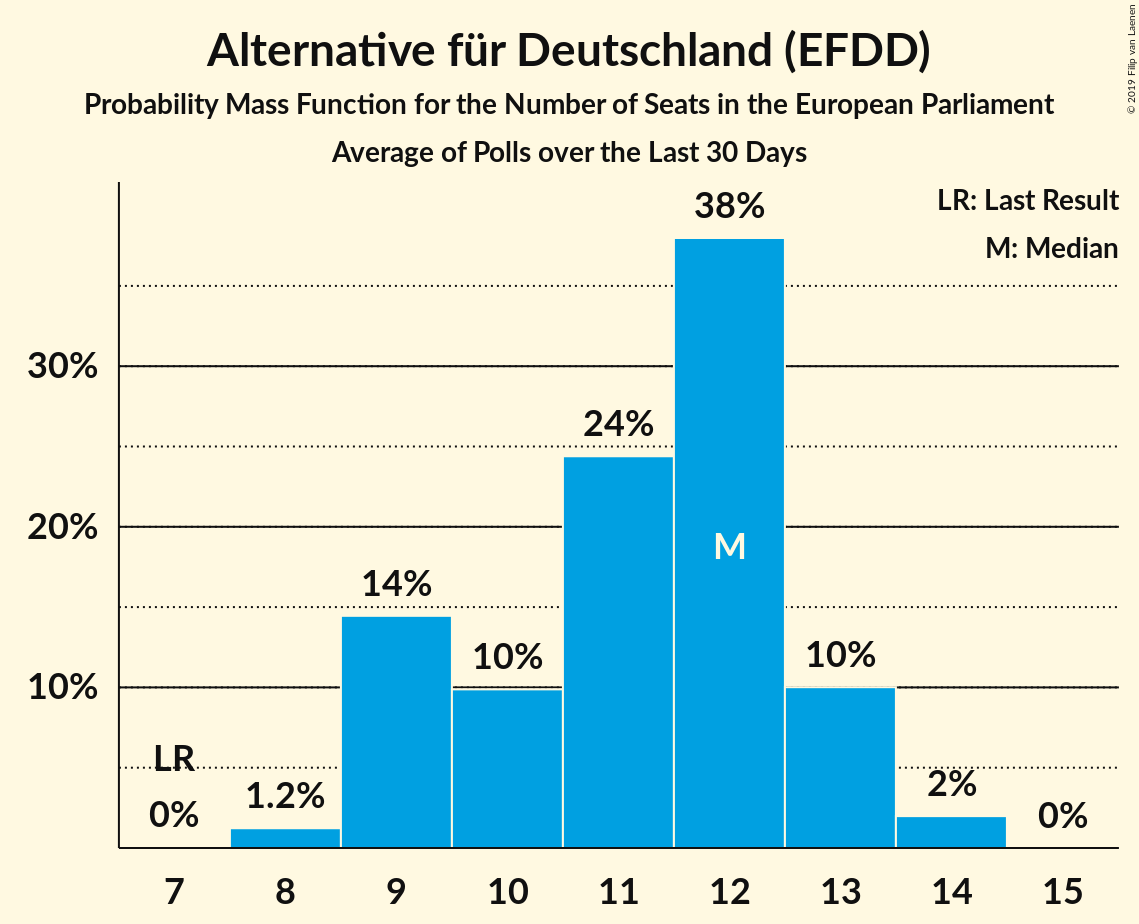 Alternative für Deutschland (EFDD)
Probability Mass Function for the Number of Seats in the European Parliament
Average of Polls over the Last 30 Days
© 2019 Filip van Laenen
LR: Last Result
M: Median
38%
30%
24%
20%
M
14%
10%
10%
10%
LR
0%
1.2%
2%
0%
7 8 9 10 11 12 13 14 15